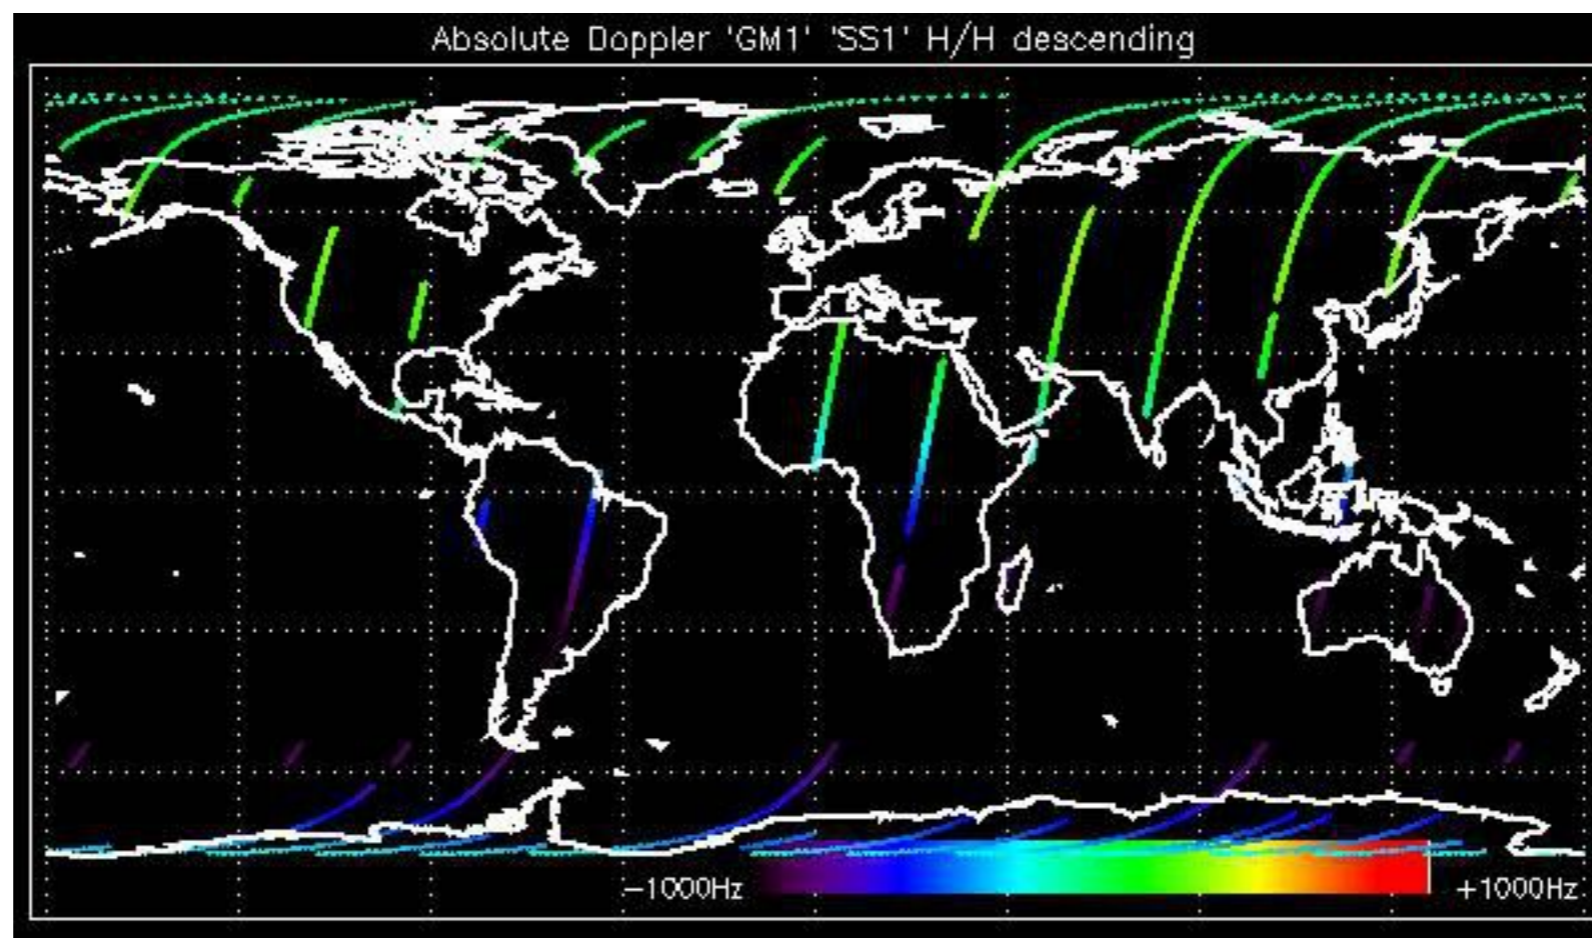 Absolute Doppler 'GM1' 'SS1' H/H descending
−1000Hz
+1000Hz